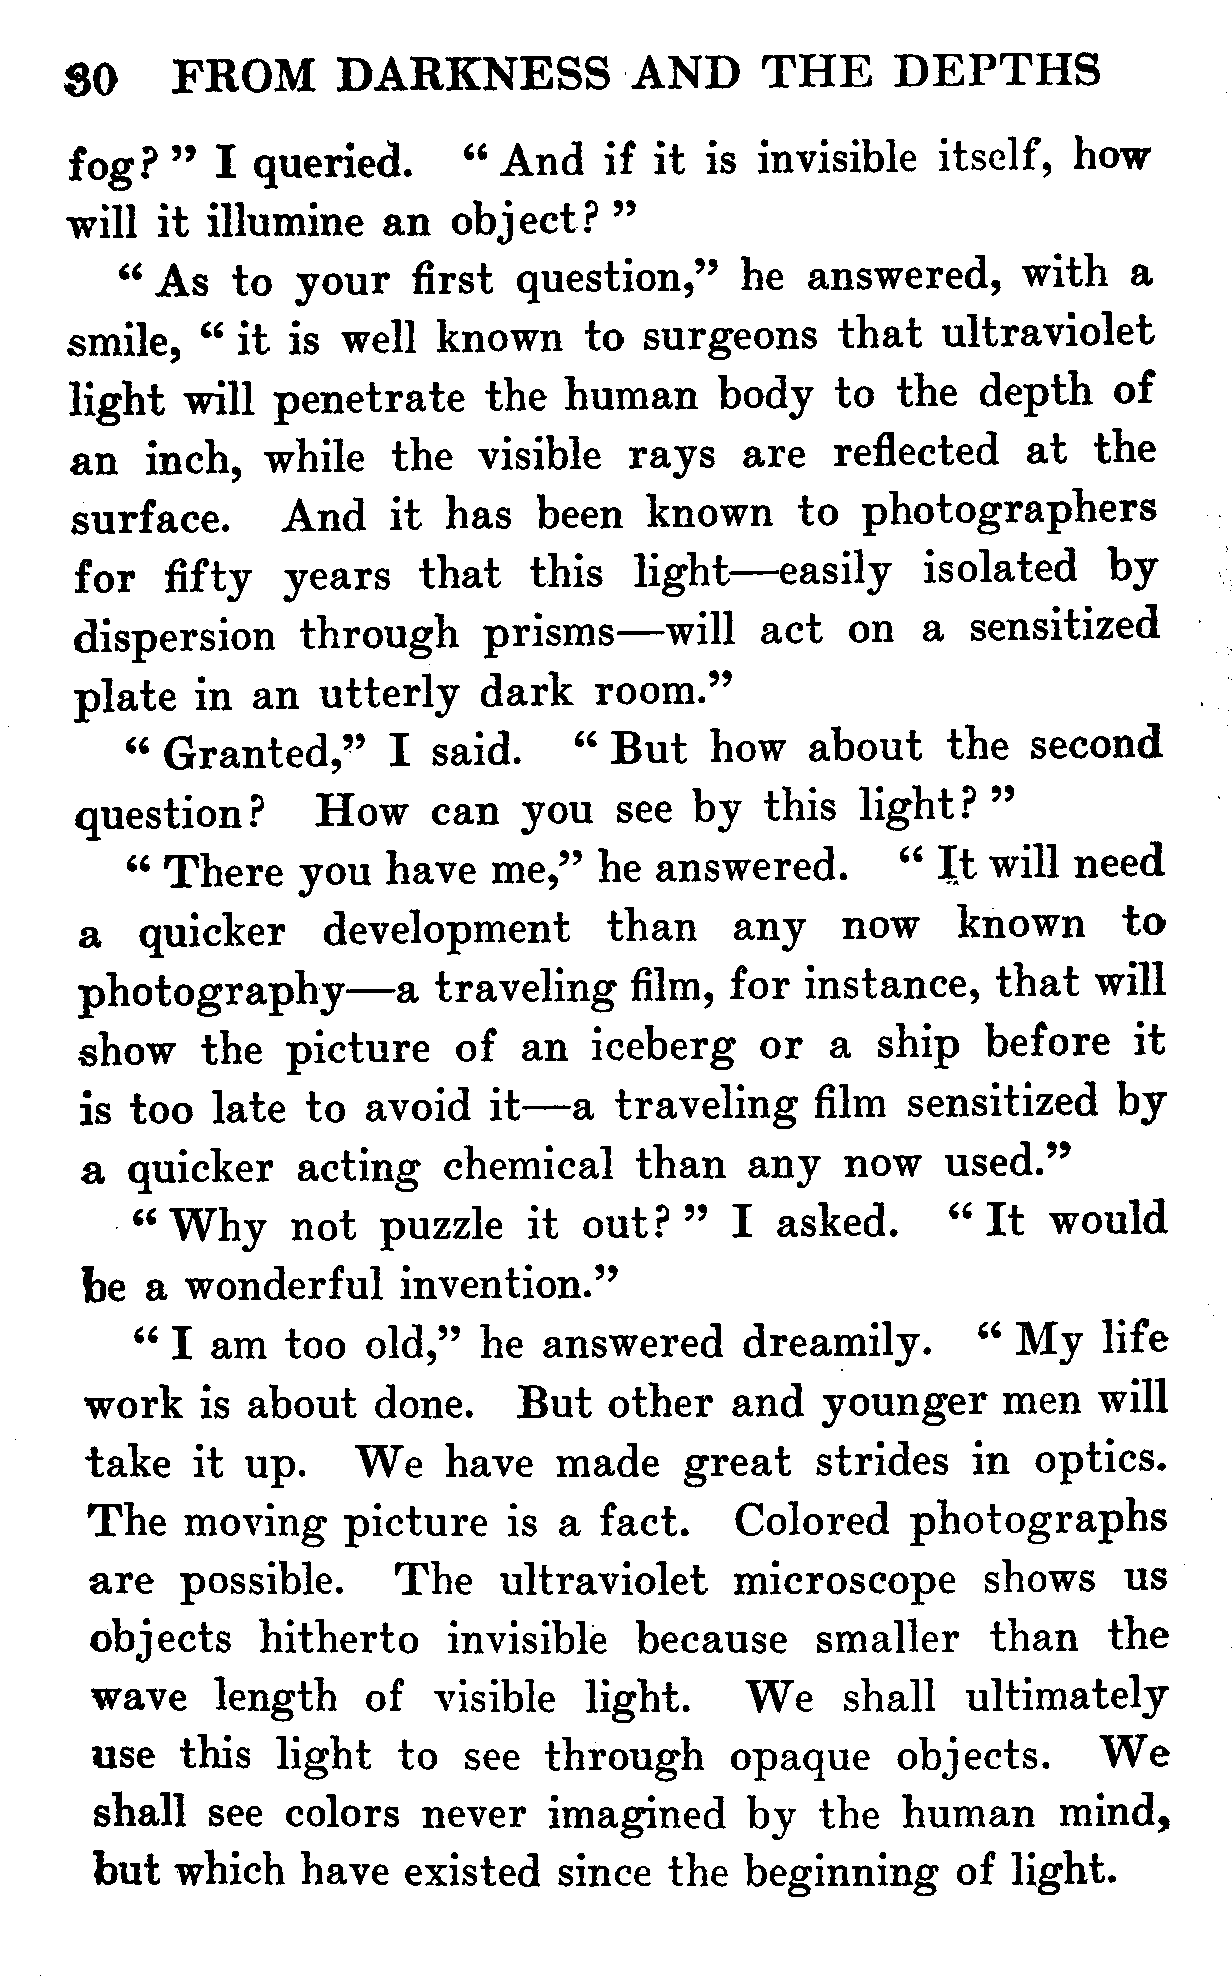 30 FROM DARKNESS AND THE DEPTHS
fog?" I queried. "And if it is invisible itself, how
will it illumine an object?"
"As to your first question," he answered, with a
smile, "it is well known to surgeons that ultraviolet
light will penetrate the human body to the depth of
an inch, while the visible rays are reflected at the
surface. And it has been known to photographers
for fifty years that this light—easily isolated by
dispersion through prisms—will act on a sensitized
plate in an utterly dark room."
"Granted," I said. "But how about the second
question? How can you see by this light?"
"There you have me," he answered. "It will need
a quicker development than any now known to
photography—a traveling film, for instance, that will
show the picture of an iceberg or a ship before it
is too late to avoid it—a traveling film sensitized by
a quicker acting chemical than any now used."
"Why not puzzle it out?" I asked. "It would
be a wonderful invention."
"I am too old," he answered dreamily. "My life
work is about done. But other and younger men will
take it up. We have made great strides in optics.
The moving picture is a fact. Colored photographs
are possible. The ultraviolet microscope shows us
objects hitherto invisible because smaller than the
wave length of visible light. We shall ultimately
use this light to see through opaque objects. We
shall see colors never imagined by the human mind,
but which have existed since the beginning of light.